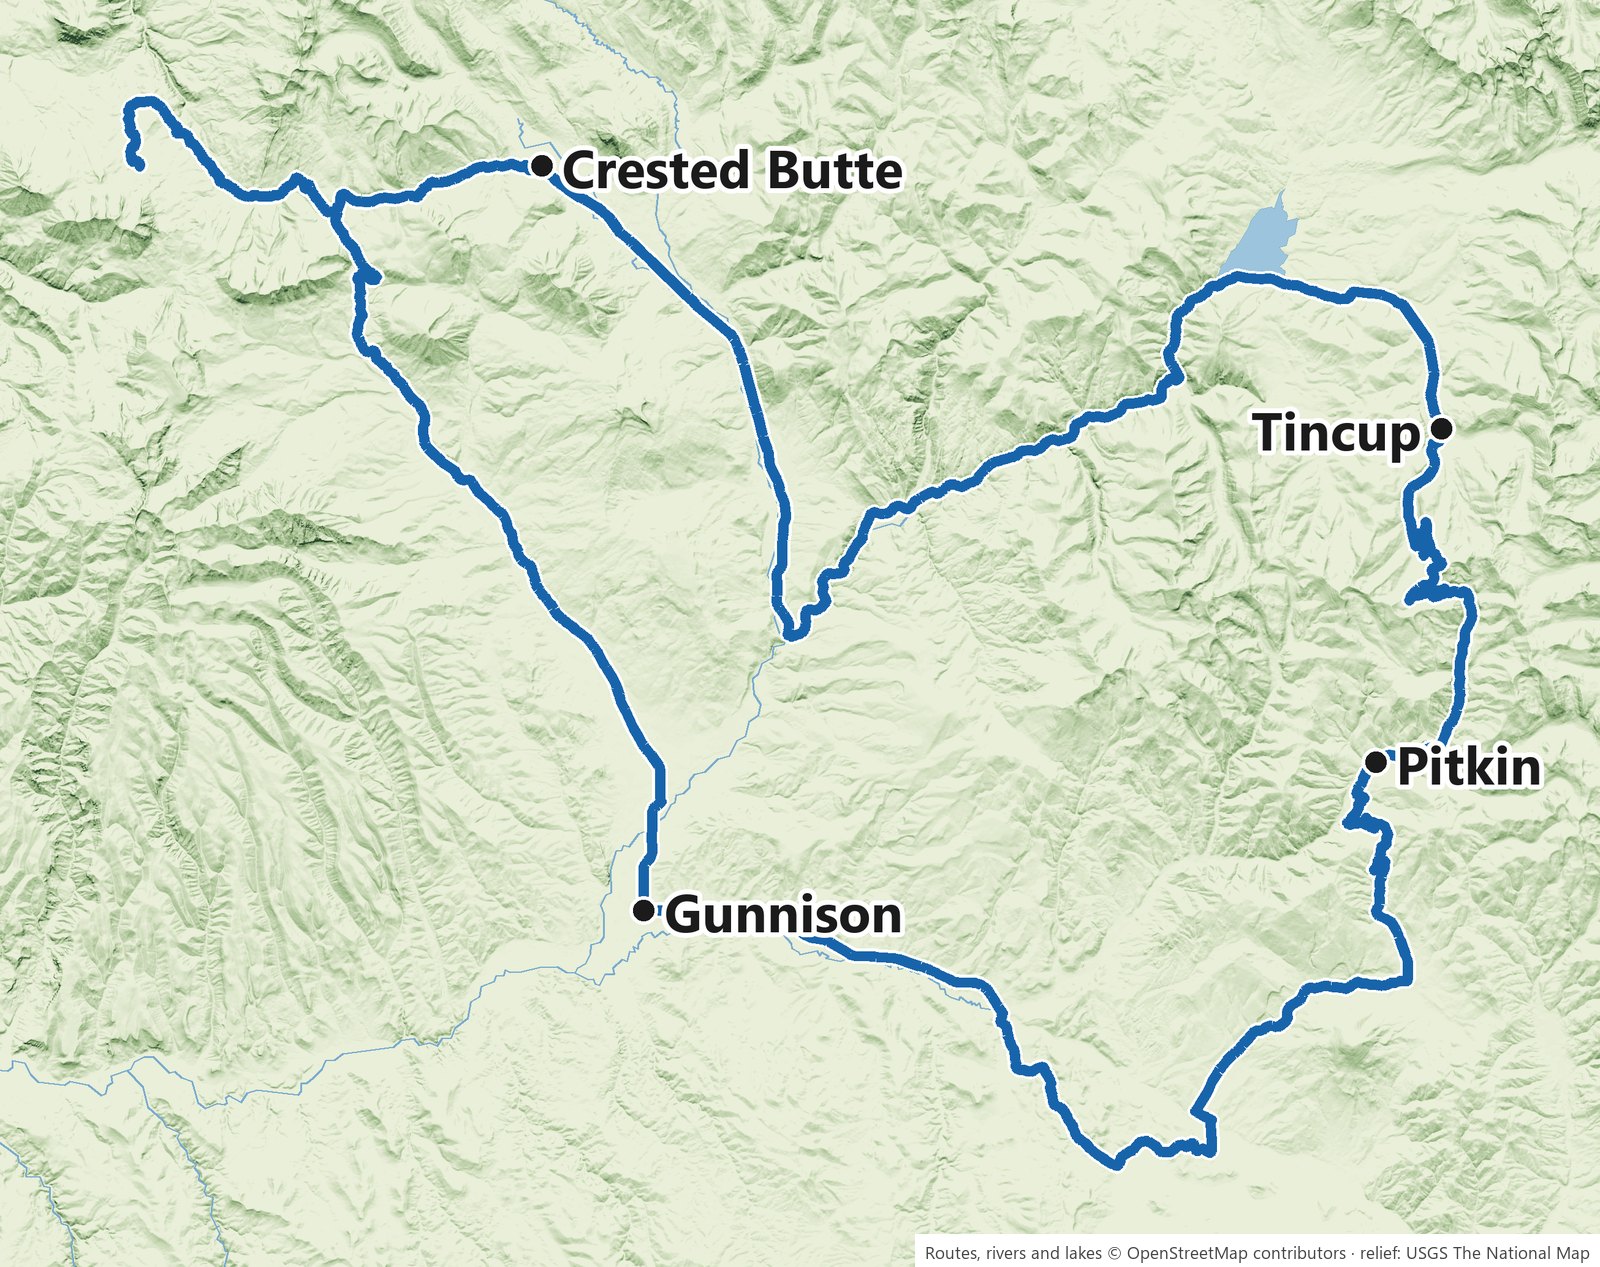 Crested Butte
Tincup
Pitkin
Gunnison
Routes, rivers and lakes © OpenStreetMap contributors · relief: USGS The National Map